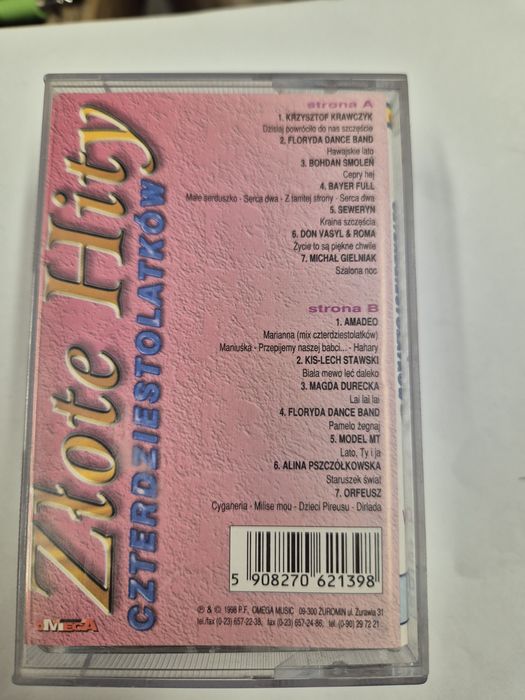 Złote Hity
CZTERDZIESTOLATKÓW
OMEGA
strona A
1. KRZYSZTOF KRAWCZYK
Dzisiaj powróciło do nas szczęście
2. FLORYDA DANCE BAND
Hawajskie lato
3. BOHDAN SMOLEŃ
Cepry hej
4. BAYER FULL
Małe serduszko - Serca dwa - Z tamtej strony - Serca dwa
5. SEWERYN
Kraina szczęścia
6. DON VASYL & ROMA
Życie to są piękne chwile
7. MICHAŁ GIELNIAK
Szalona noc
strona B
1. AMADEO
Marianna (mix czterdziestolatków)
Maniuśka - Przepijemy naszej babci... - Hahary
2. KIS-LECH STAWSKI
Biała mewo leć daleko
3. MAGDA DURECKA
Lai lai lai
4. FLORYDA DANCE BAND
Pamelo żegnaj
5. MODEL MT
Lato, Ty i ja
6. ALINA PSZCZÓŁKOWSKA
Staruszek świat
7. ORFEUSZ
Cyganeria - Milise mou - Dzieci Pireusu - Diriada
5 908270 621398
℗ & © 1998 P.F. OMEGA MUSIC 09-300 ŻUROMIN ul. Żurawia 31
tel./fax (0-23) 657-22-38, fax (0-23) 657-24-86, tel. (0-90) 29 72 21